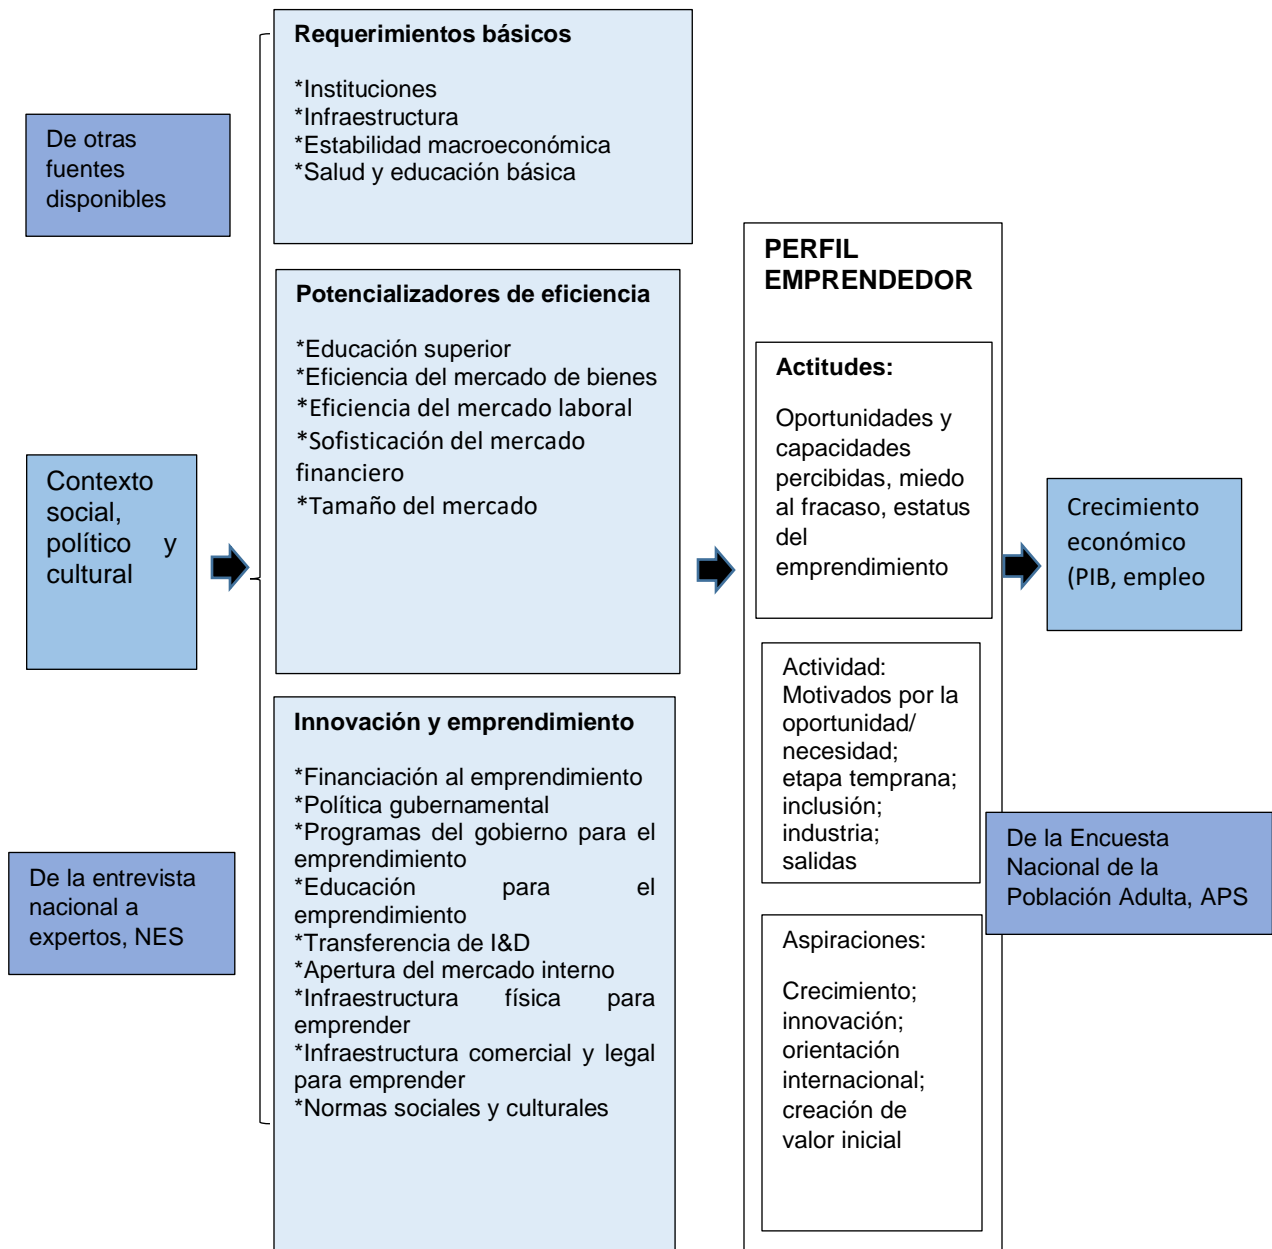 De otras
fuentes
disponibles
Contexto
social,
político y
cultural
De la entrevista
nacional a
expertos, NES
Requerimientos básicos
*Instituciones
*Infraestructura
*Estabilidad macroeconómica
*Salud y educación básica
Potencializadores de eficiencia
*Educación superior
*Eficiencia del mercado de bienes
*Eficiencia del mercado laboral
*Sofisticación del mercado
financiero
*Tamaño del mercado
Innovación y emprendimiento
*Financiación al emprendimiento
*Política gubernamental
*Programas del gobierno para el
emprendimiento
*Educación para el
emprendimiento
*Transferencia de I&D
*Apertura del mercado interno
*Infraestructura física para
emprender
*Infraestructura comercial y legal
para emprender
*Normas sociales y culturales
PERFIL
EMPRENDEDOR
Actitudes:
Oportunidades y
capacidades
percibidas, miedo
al fracaso, estatus
del
emprendimiento
Actividad:
Motivados por la
oportunidad/
necesidad;
etapa temprana;
inclusión;
industria;
salidas
Aspiraciones:
Crecimiento;
innovación;
orientación
internacional;
creación de
valor inicial
Crecimiento
económico
(PIB, empleo
De la Encuesta
Nacional de la
Población Adulta, APS